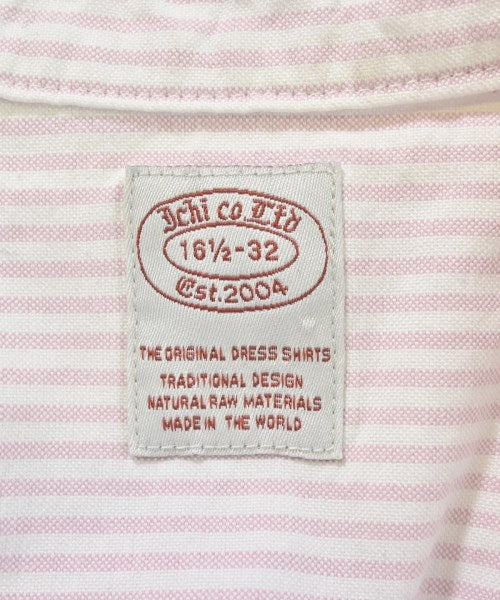 Ichi co. Ltd
16½-32
Est. 2004
THE ORIGINAL DRESS SHIRTS
TRADITIONAL DESIGN
NATURAL RAW MATERIALS
MADE IN THE WORLD